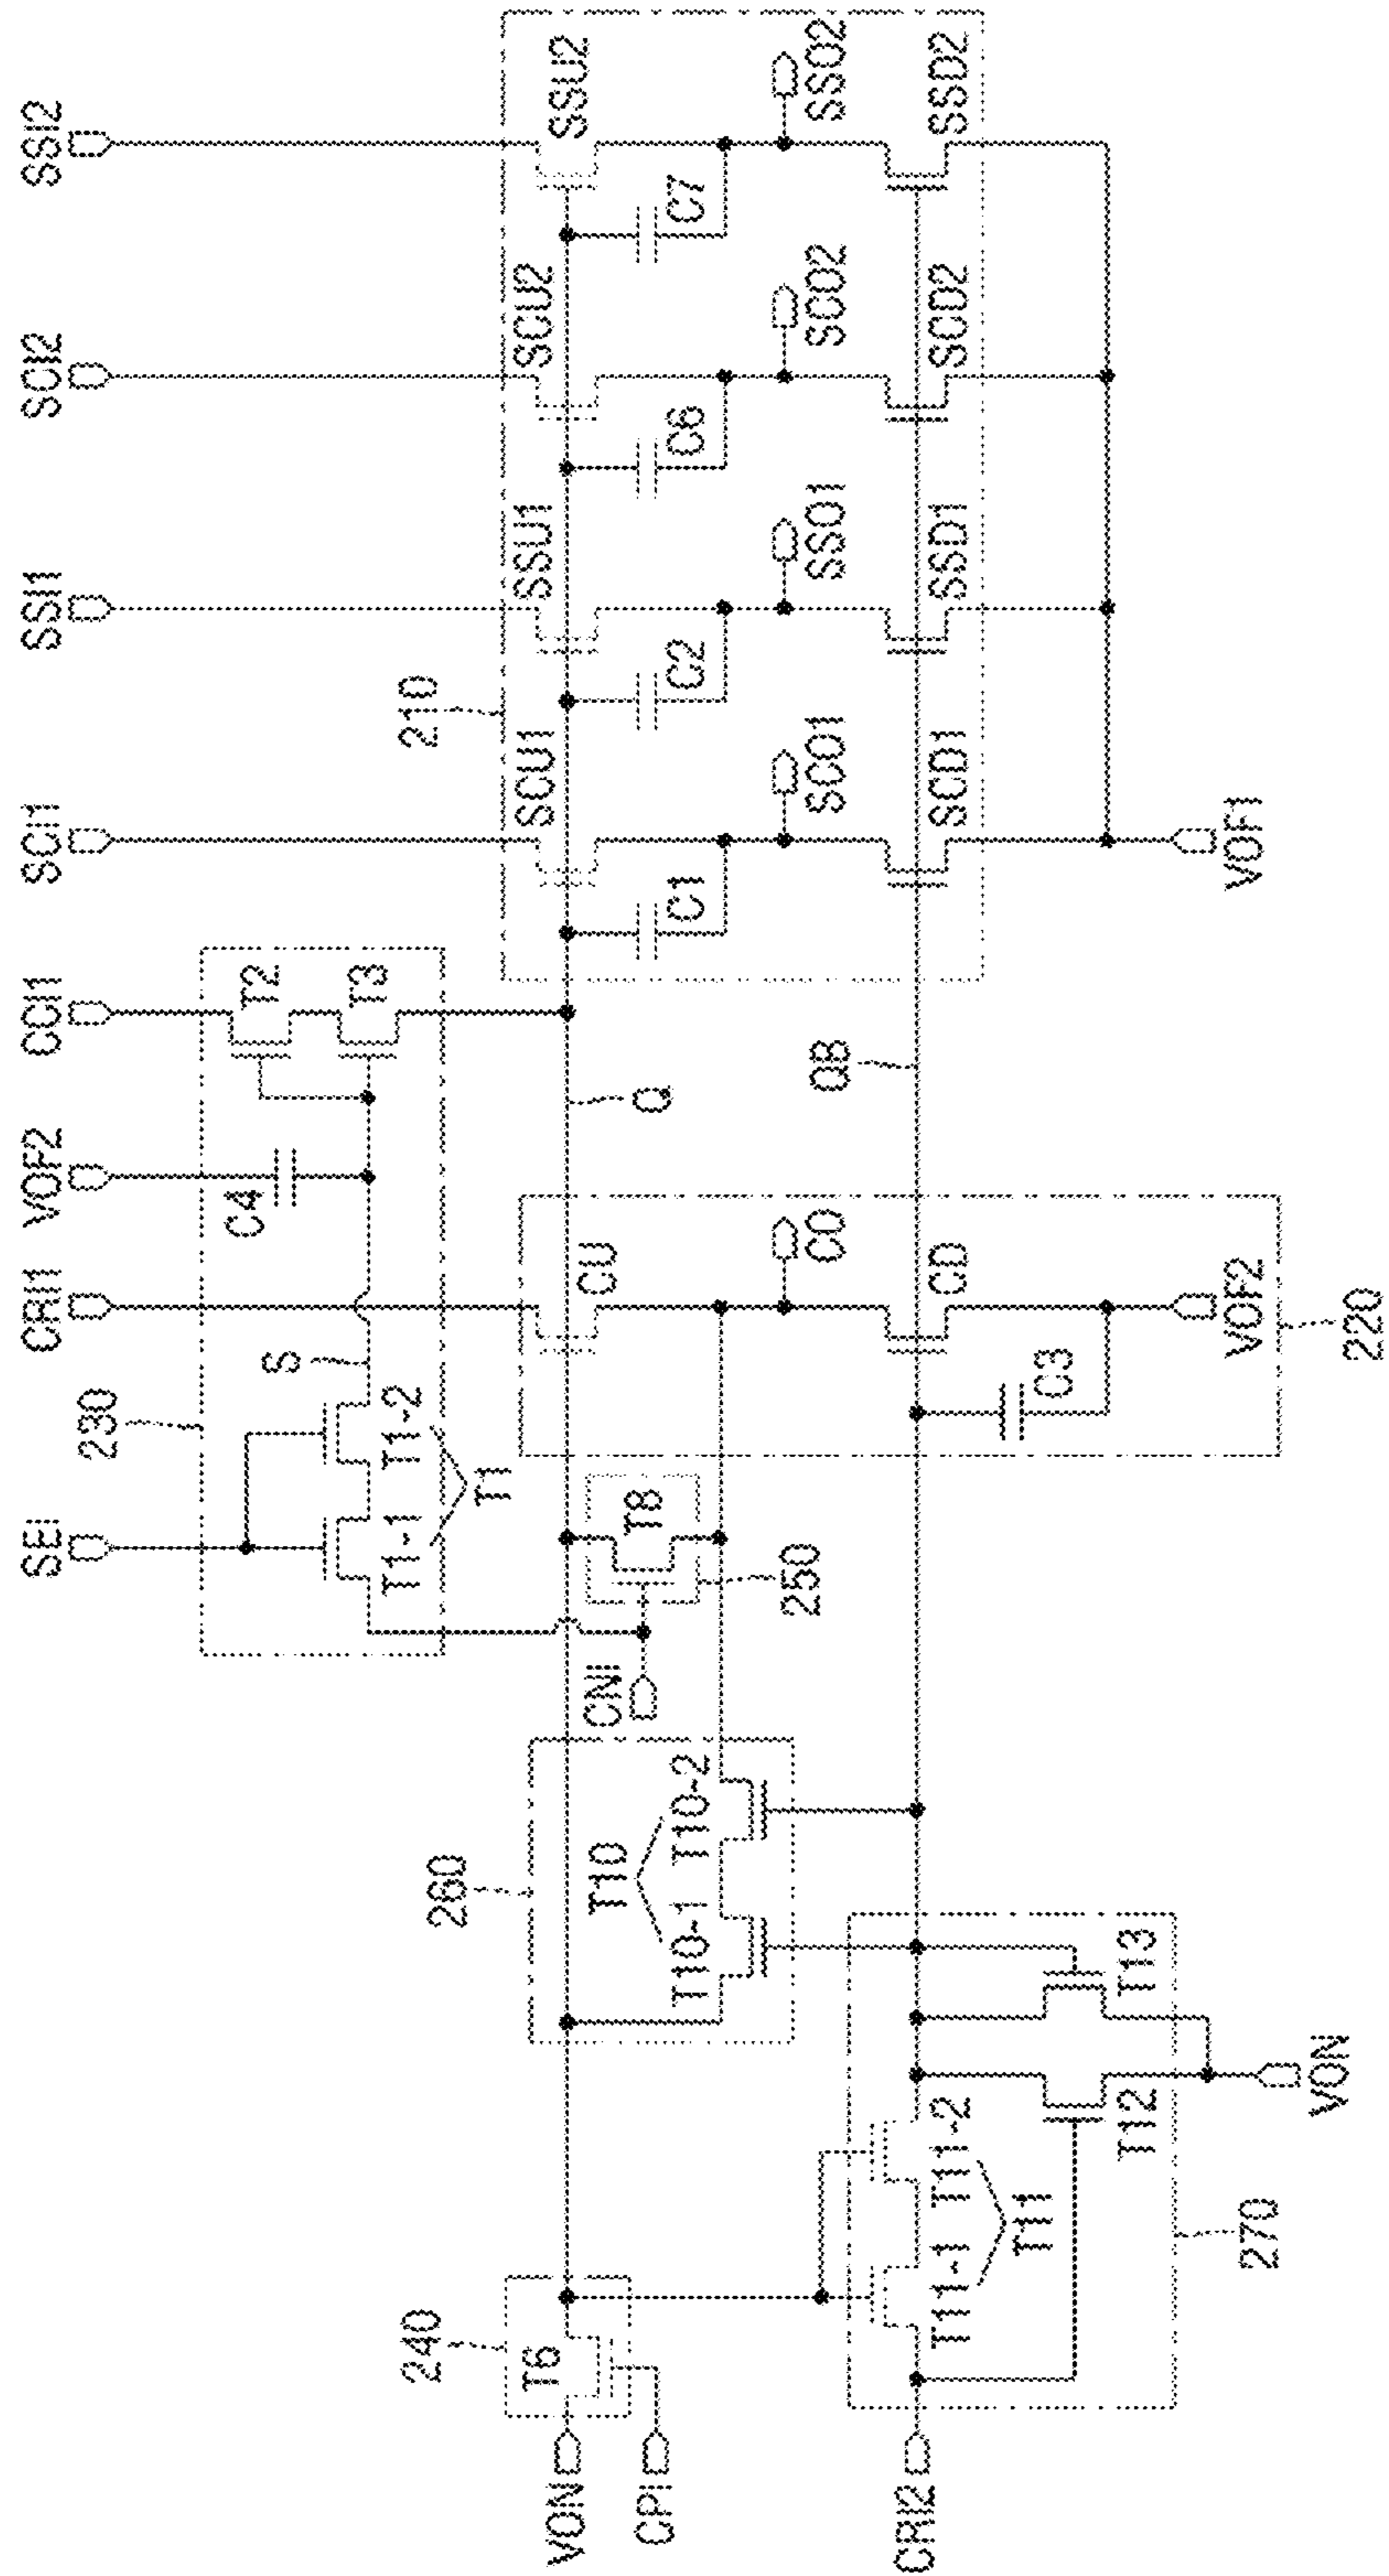 SEI
CRI1
VOF2
CCI1
SCI1
SSI1
SCI2
SSI2
230
S
C4
T2
T3
T1-1
T1-2
T1
210
SCU1
SSU1
SCU2
SSU2
240
T6
VON
CPI
260
T10
T10-1
T10-2
CNI
T8
250
CU
Q
C1
C2
C6
C7
CO
QB
SCO1
SSO1
SCO2
SSO2
CRI2
T11-1
T11-2
T11
CD
SCD1
SSD1
SCD2
SSD2
C3
T12
T13
270
VON
VOF2
220
VOF1